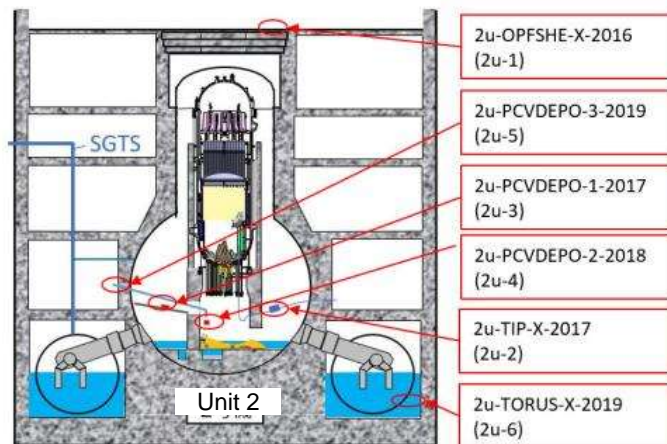 2u-OPFSHE-X-2016
(2u-1)
SGTS
2u-PCVDEPO-3-2019
(2u-5)
2u-PCVDEPO-1-2017
(2u-3)
2u-PCVDEPO-2-2018
(2u-4)
2u-TIP-X-2017
(2u-2)
2u-TORUS-X-2019
(2u-6)
Unit 2